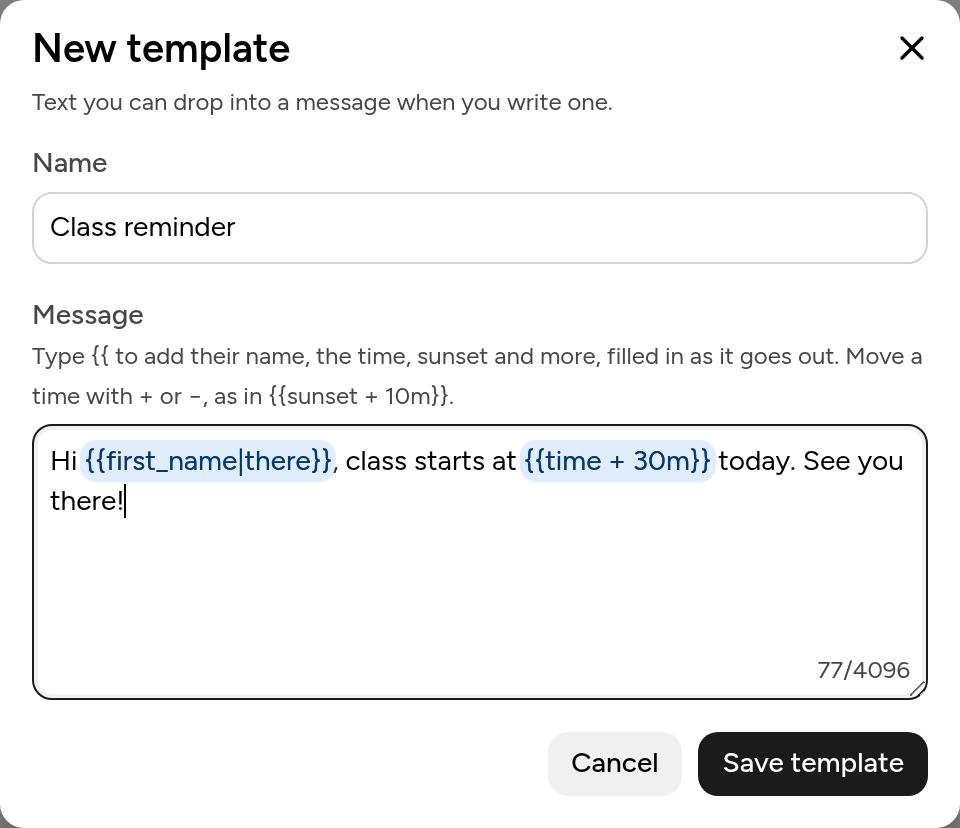 New template
Text you can drop into a message when you write one.
Name
Class reminder
Message
Type {{ to add their name, the time, sunset and more, filled in as it goes out. Move a
time with + or −, as in {{sunset + 10m}}.
Hi {{first_name|there}}, class starts at {{time + 30m}} today. See you
there!
77/4096
Cancel
Save template